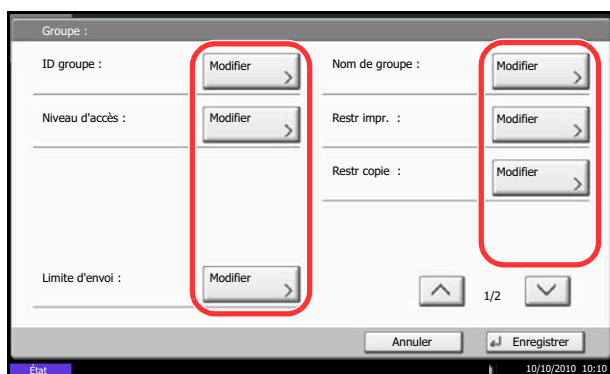 Groupe :
ID groupe :
Modifier
Nom de groupe :
Modifier
Niveau d'accès :
Modifier
Restr impr. :
Modifier
Restr copie :
Modifier
Limite d'envoi :
Modifier
1/2
Annuler
Enregistrer
État
10/10/2010 10:10